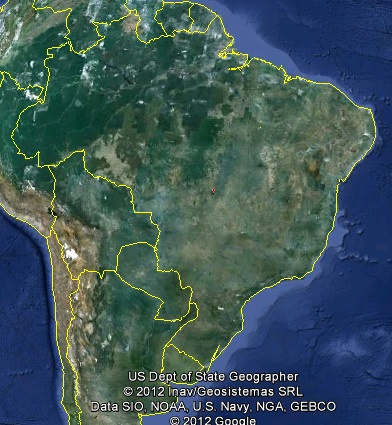 US Dept of State Geographer
© 2012 Inav/Geosistemas SRL
Data SIO, NOAA, U.S. Navy, NGA, GEBCO
© 2012 Google